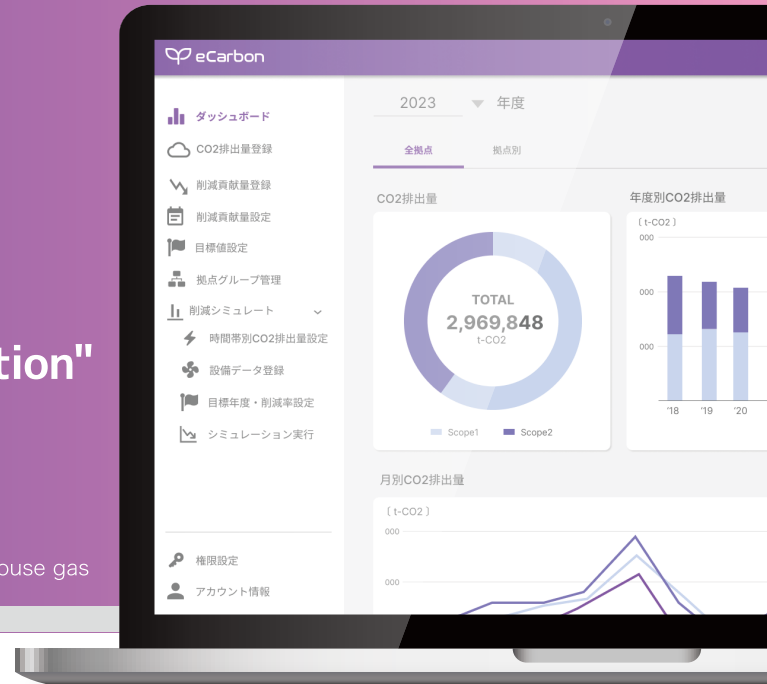 eCarbon
ダッシュボード
CO2排出量登録
削減貢献量登録
削減貢献量設定
目標値設定
拠点グループ管理
削減シミュレート
時間帯別CO2排出量設定
設備データ登録
目標年度・削減率設定
シミュレーション実行
権限設定
アカウント情報
2023 年度
全拠点 拠点別
CO2排出量
TOTAL
2,969,848
t-CO2
Scope1 Scope2
年度別CO2排出量
( t-CO2 )
000
000
000
'18 '19 '20
月別CO2排出量
( t-CO2 )
000
000
tion"
ouse gas